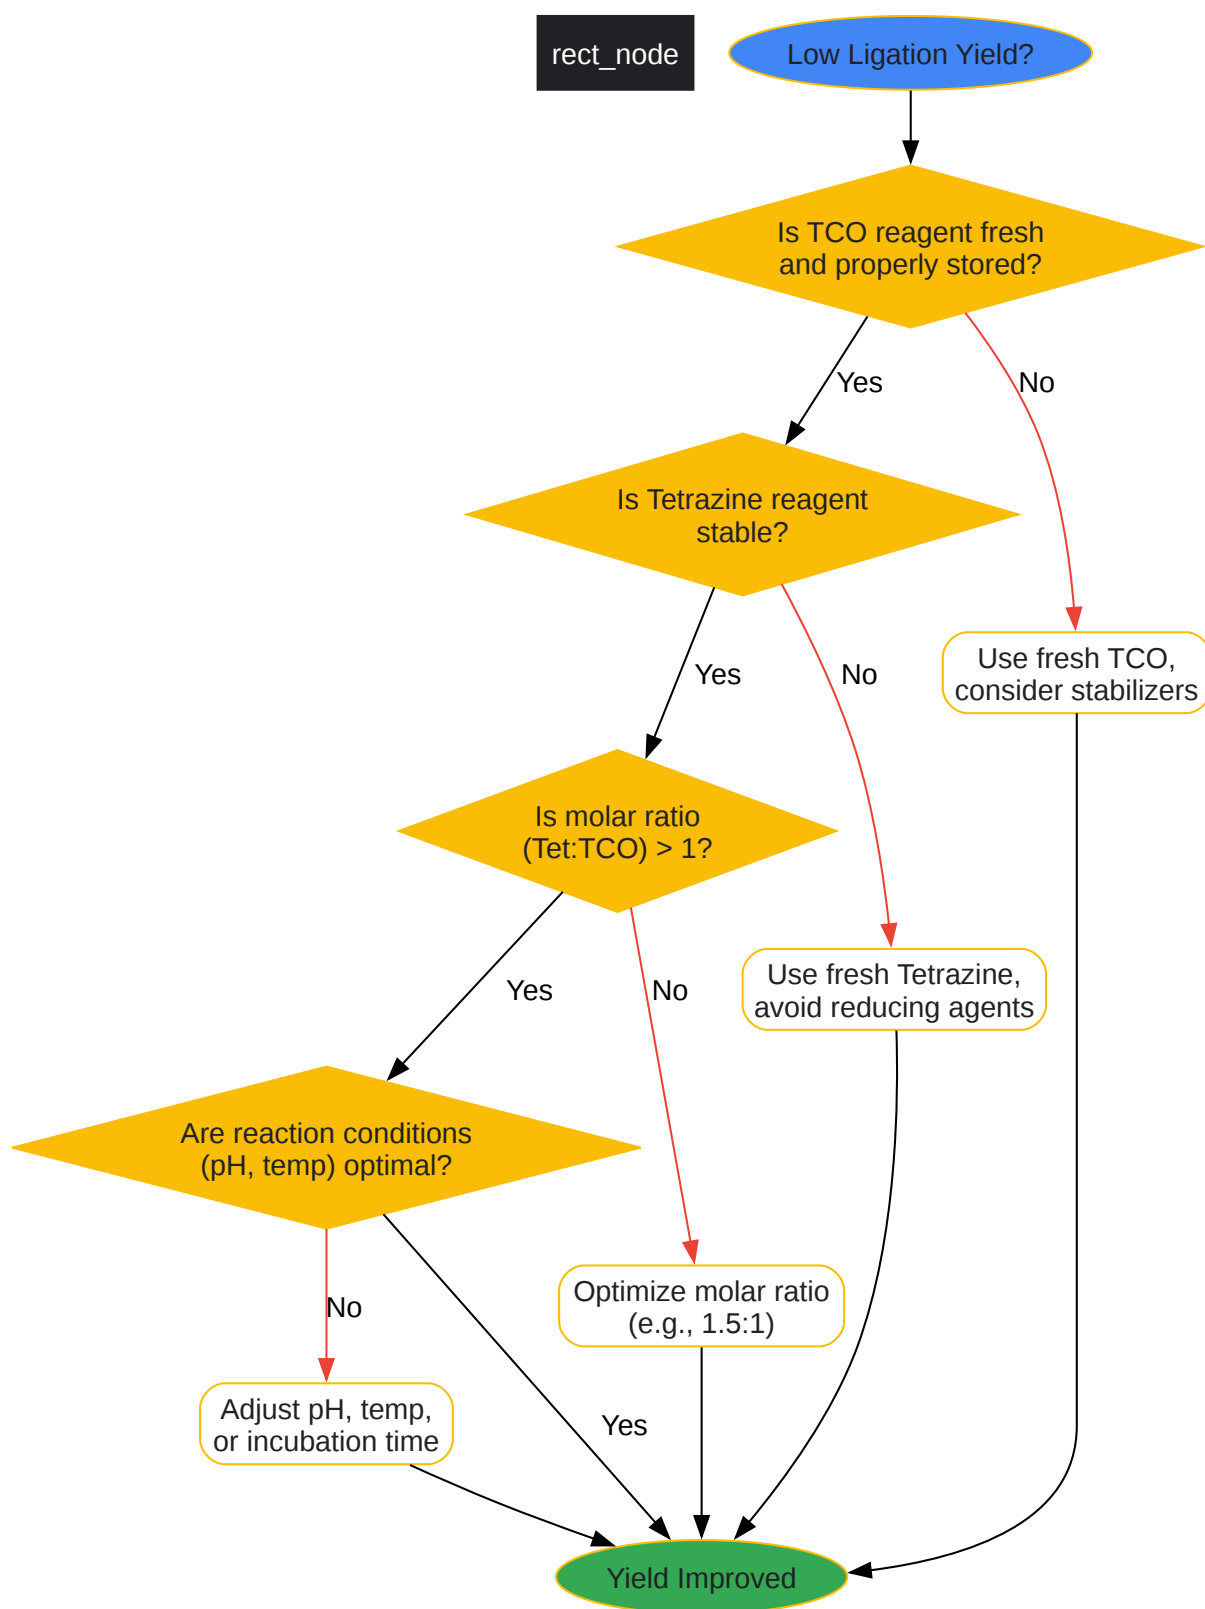 rect_node
Low Ligation Yield?
Is TCO reagent fresh
and properly stored?
Yes
No
Is Tetrazine reagent
stable?
Yes
No
Use fresh TCO,
consider stabilizers
Is molar ratio
(Tet:TCO) > 1?
Yes
No
Use fresh Tetrazine,
avoid reducing agents
Are reaction conditions
(pH, temp) optimal?
No
Yes
Optimize molar ratio
(e.g., 1.5:1)
Adjust pH, temp,
or incubation time
Yield Improved